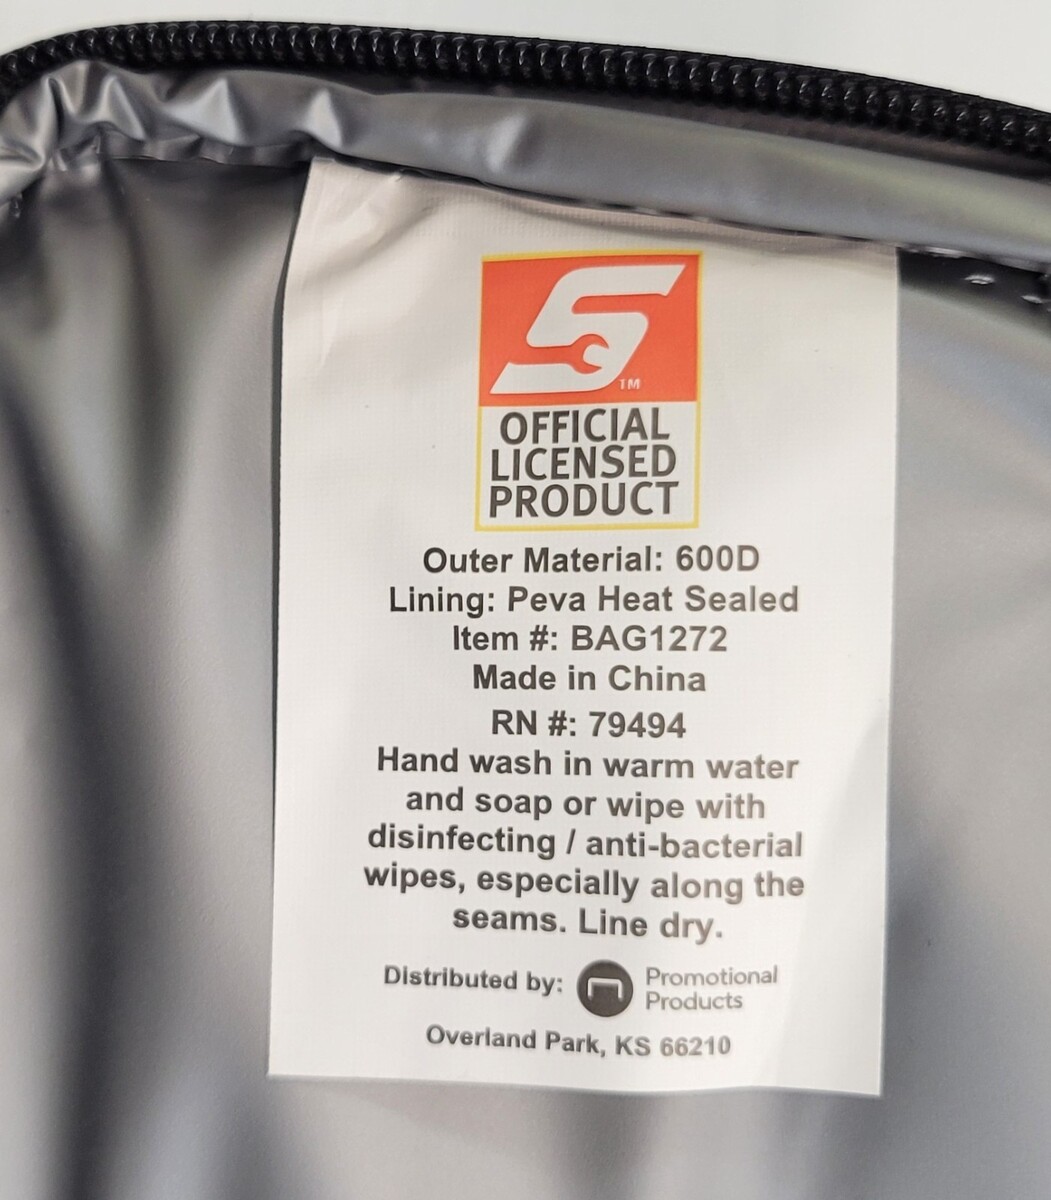 S
TM
OFFICIAL
LICENSED
PRODUCT
Outer Material: 600D
Lining: Peva Heat Sealed
Item #: BAG1272
Made in China
RN #: 79494
Hand wash in warm water
and soap or wipe with
disinfecting / anti-bacterial
wipes, especially along the
seams. Line dry.
Distributed by: Promotional
Products
Overland Park, KS 66210